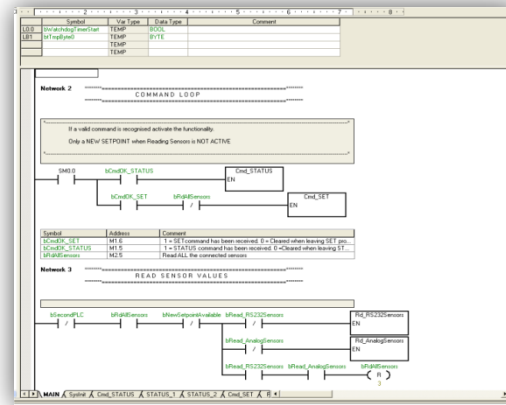 Symbol Var Type Data Type Comment
L0.0 bWatchdogTimerStart TEMP BOOL
LB1 btTmpByte0 TEMP BYTE
TEMP
TEMP
Network 2
COMMAND LOOP
If a valid command is recognised activate the functionality.
Only a NEW SETPOINT when Reading Sensors is NOT ACTIVE
SM0.0 bCmdOK_STATUS Cmd_STATUS
EN
bCmdOK_SET bRdAllSensors Cmd_SET
EN
Symbol Address Comment
bCmdOK_SET M1.6 1 = SETcommand has been received. 0 = Cleared when leaving SET pro...
bCmdOK_STATUS M1.5 1 = STATUS command has been received. 0 =Cleared when leaving ST...
bRdAllSensors M2.5 Read ALL the connected sensors
Network 3
READ SENSOR VALUES
bSecondPLC bRdAllSensors bNewSetpointAvailable bRead_RS232Sensors Rd_RS232Sensors
EN
bRead_AnalogSensors Rd_AnalogSensors
EN
bRead_RS232Sensors bRead_AnalogSensors bRdAllSensors
R
3
MAIN SysInit Cmd_STATUS STATUS_1 STATUS_2 Cmd_SET